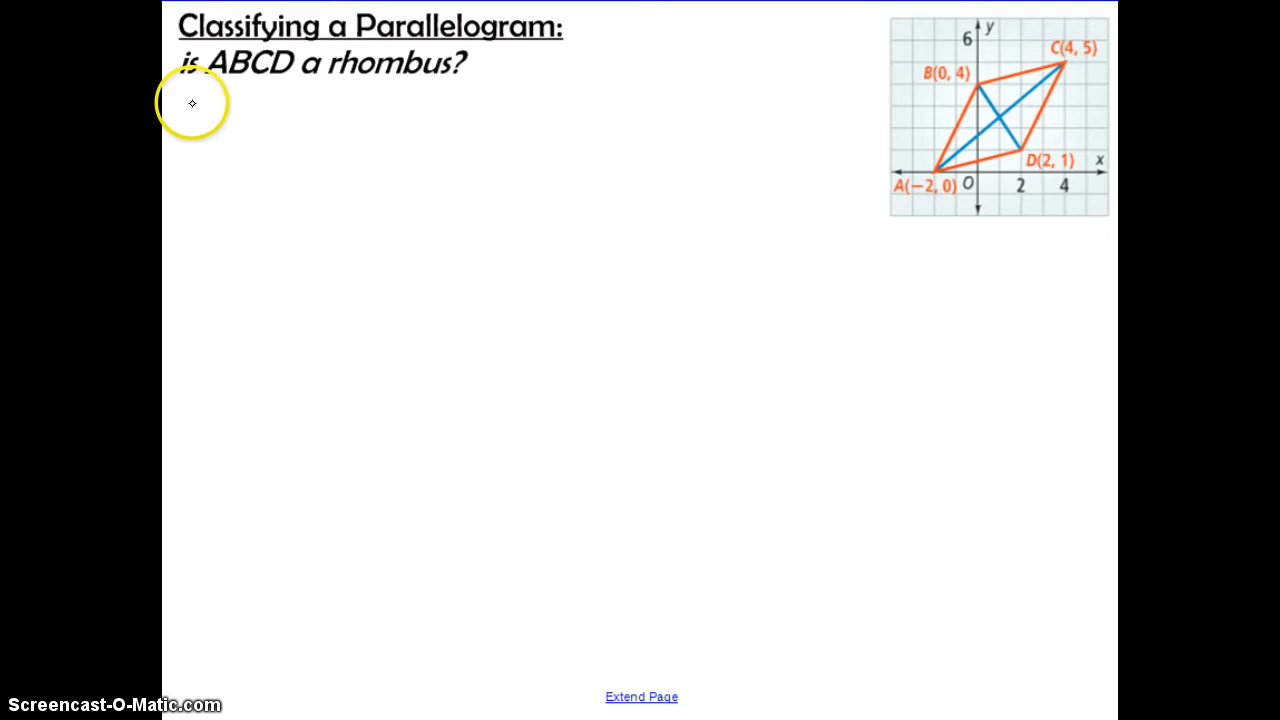 Classifying a Parallelogram:
is ABCD a rhombus?
y
6
C(4, 5)
B(0, 4)
D(2, 1)
x
A(−2, 0)
O
2
4
Extend Page
Screencast-O-Matic.com